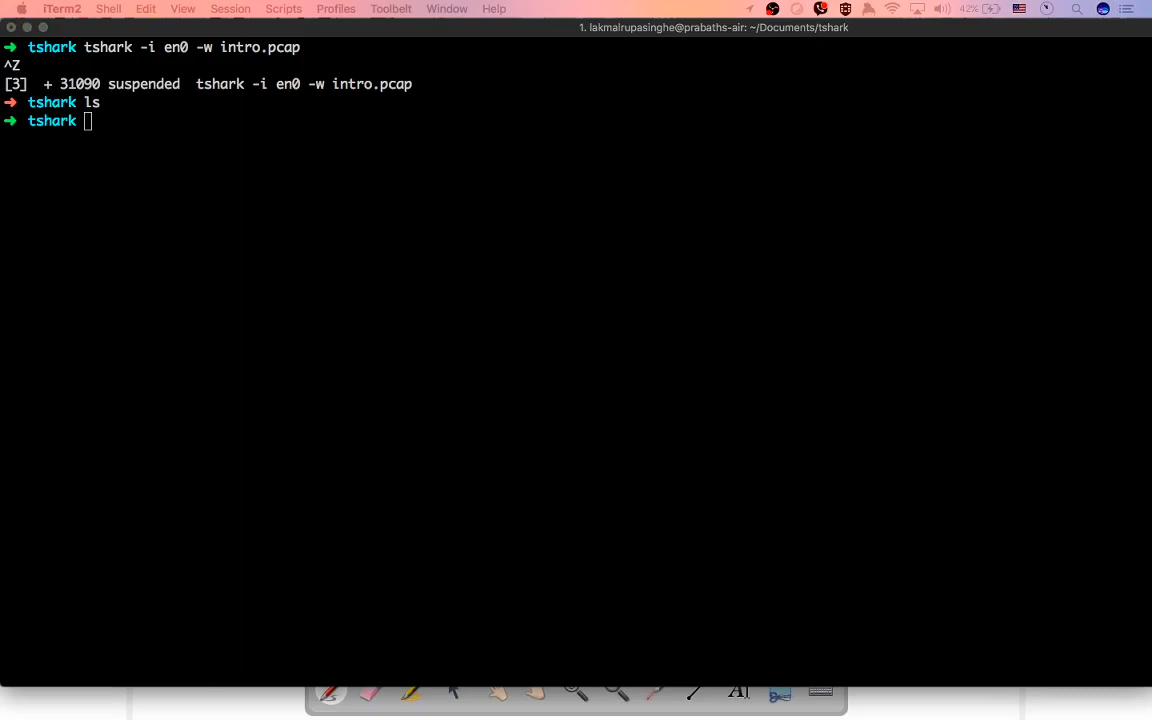 iTerm2 Shell Edit View Session Scripts Profiles Toolbelt Window Help 42%
1. lakmalrupasinghe@prabaths-air: ~/Documents/tshark
➜ tshark tshark -i en0 -w intro.pcap
^Z
[3]  + 31090 suspended  tshark -i en0 -w intro.pcap
➜ tshark ls
➜ tshark
A